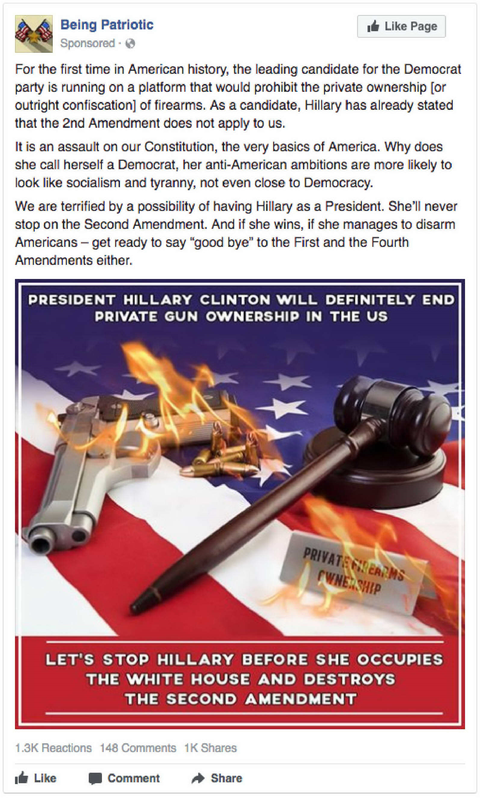 Being Patriotic
Sponsored ·
Like Page
For the first time in American history, the leading candidate for the Democrat
party is running on a platform that would prohibit the private ownership [or
outright confiscation] of firearms. As a candidate, Hillary has already stated
that the 2nd Amendment does not apply to us.
It is an assault on our Constitution, the very basics of America. Why does
she call herself a Democrat, her anti-American ambitions are more likely to
look like socialism and tyranny, not even close to Democracy.
We are terrified by a possibility of having Hillary as a President. She'll never
stop on the Second Amendment. And if she wins, if she manages to disarm
Americans – get ready to say “good bye” to the First and the Fourth
Amendments either.
PRESIDENT HILLARY CLINTON WILL DEFINITELY END
PRIVATE GUN OWNERSHIP IN THE US
PRIVATE FIREARMS
OWNERSHIP
LET'S STOP HILLARY BEFORE SHE OCCUPIES
THE WHITE HOUSE AND DESTROYS
THE SECOND AMENDMENT
1.3K Reactions 148 Comments 1K Shares
Like Comment Share